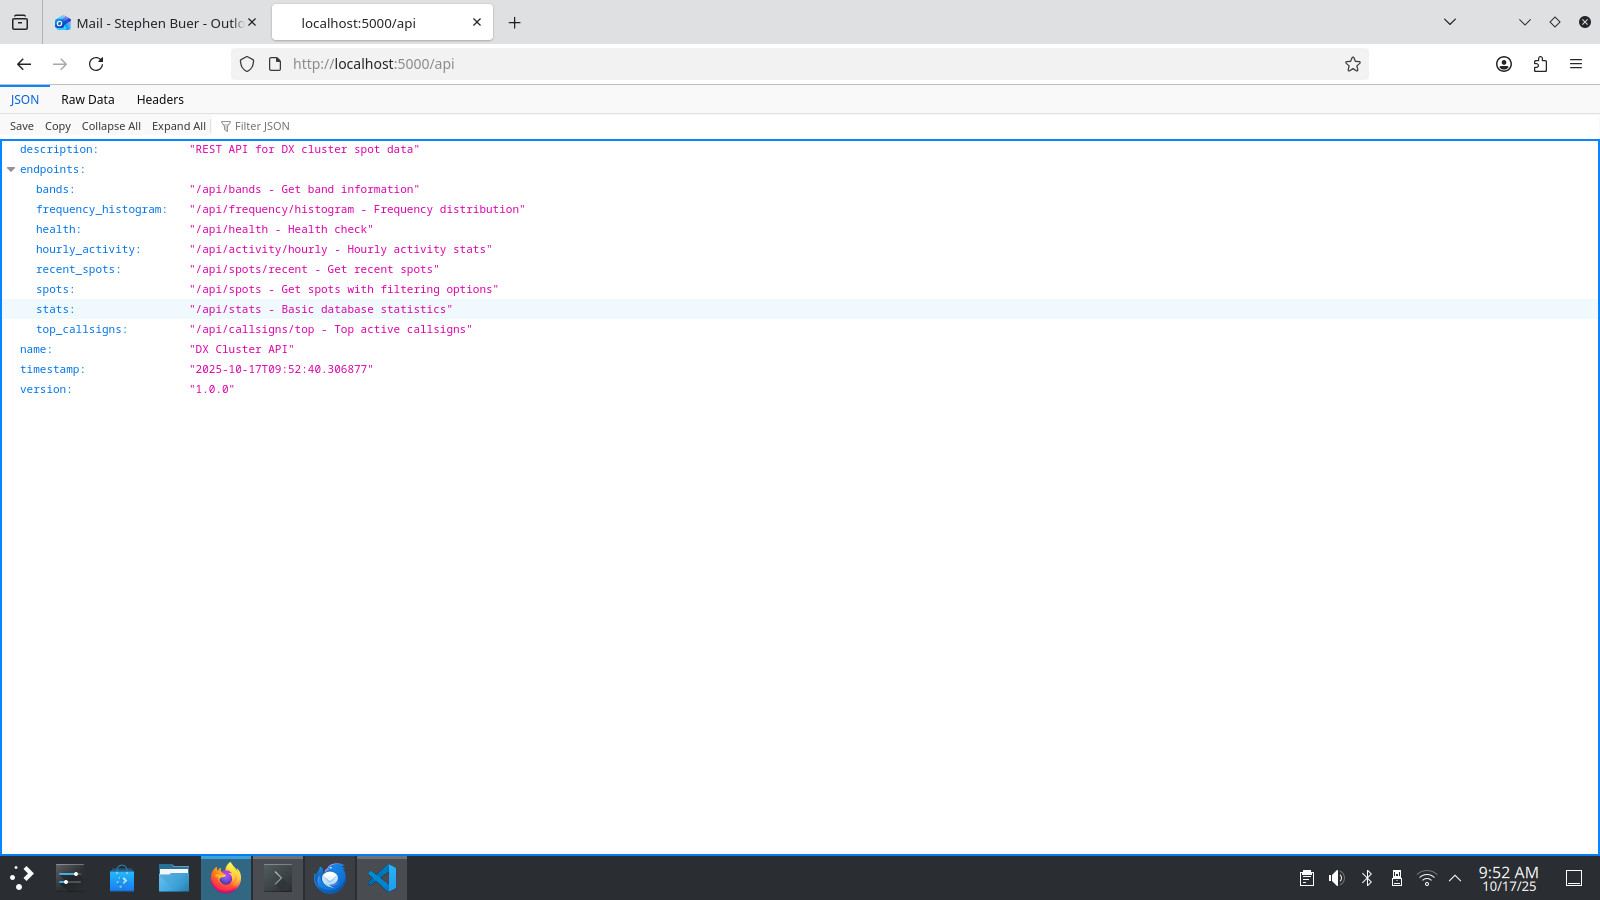 Mail - Stephen Buer - Outlo
localhost:5000/api
http://localhost:5000/api
JSON Raw Data Headers
Save Copy Collapse All Expand All Filter JSON
description: "REST API for DX cluster spot data"
endpoints:
bands: "/api/bands - Get band information"
frequency_histogram: "/api/frequency/histogram - Frequency distribution"
health: "/api/health - Health check"
hourly_activity: "/api/activity/hourly - Hourly activity stats"
recent_spots: "/api/spots/recent - Get recent spots"
spots: "/api/spots - Get spots with filtering options"
stats: "/api/stats - Basic database statistics"
top_callsigns: "/api/callsigns/top - Top active callsigns"
name: "DX Cluster API"
timestamp: "2025-10-17T09:52:40.306877"
version: "1.0.0"
9:52 AM
10/17/25